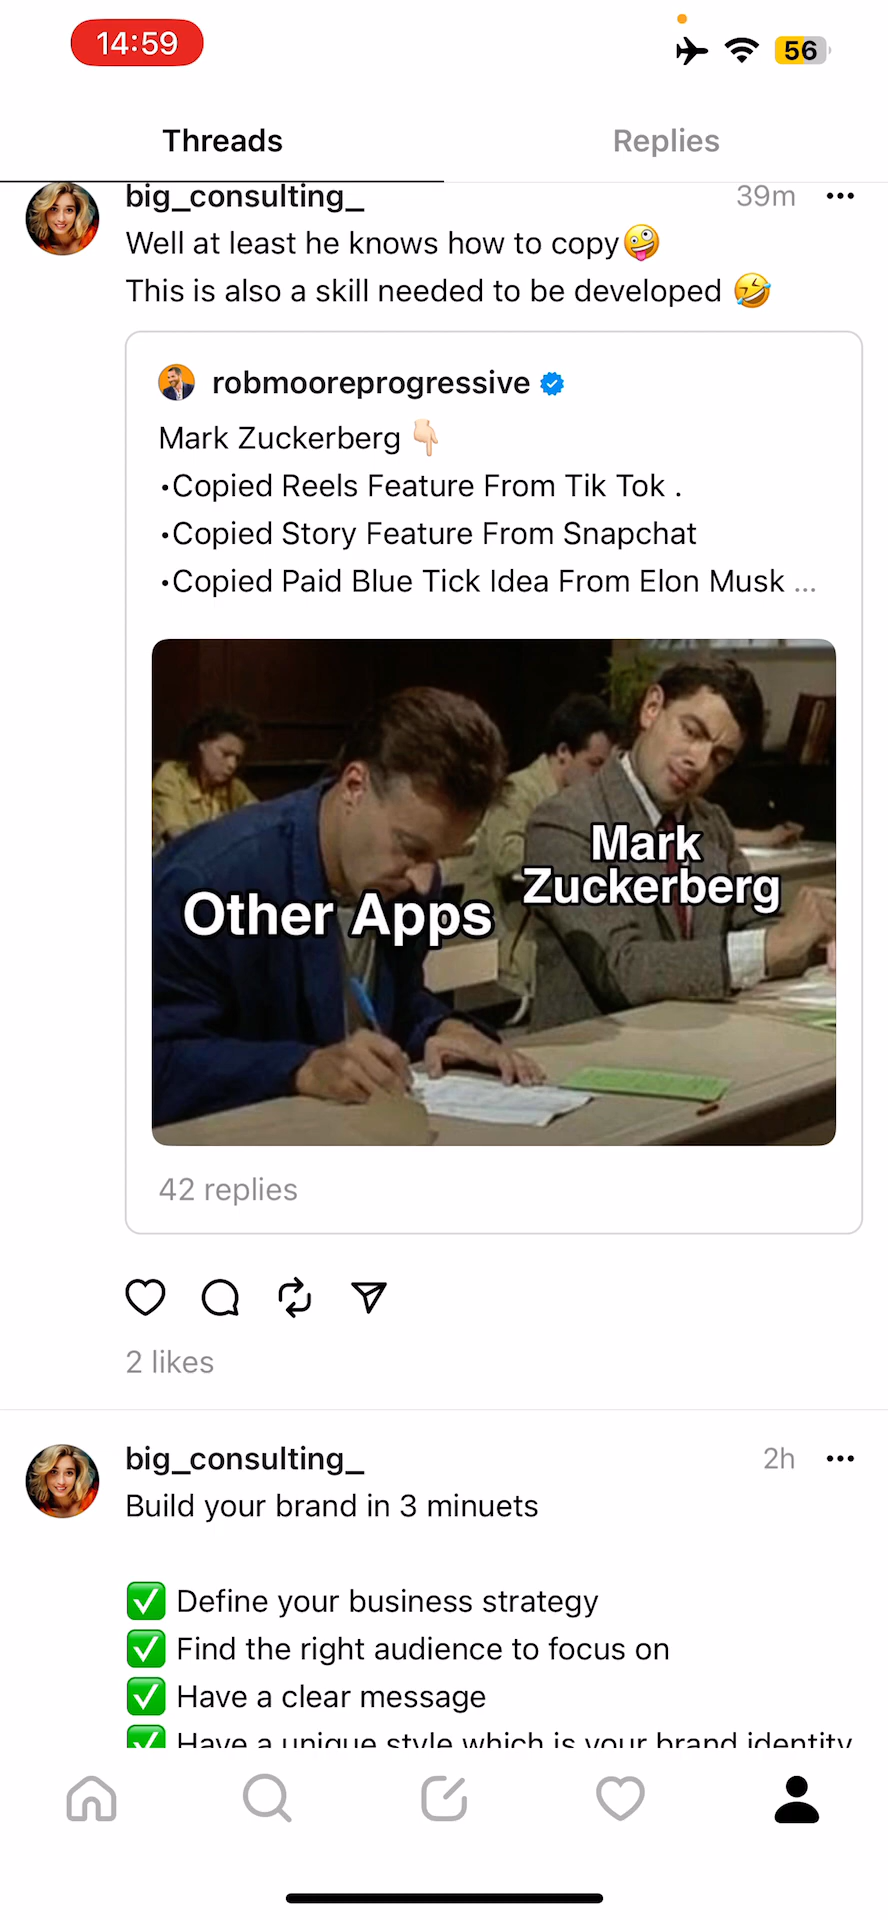 14:59
56
Threads
Replies
big_consulting_
39m
Well at least he knows how to copy🤪
This is also a skill needed to be developed 🤣
robmooreprogressive
Mark Zuckerberg 👇🏻
•Copied Reels Feature From Tik Tok .
•Copied Story Feature From Snapchat
•Copied Paid Blue Tick Idea From Elon Musk ...
Other Apps
Mark
Zuckerberg
42 replies
2 likes
big_consulting_
2h
Build your brand in 3 minuets
✅ Define your business strategy
✅ Find the right audience to focus on
✅ Have a clear message
✅ Have a unique style which is your brand identity